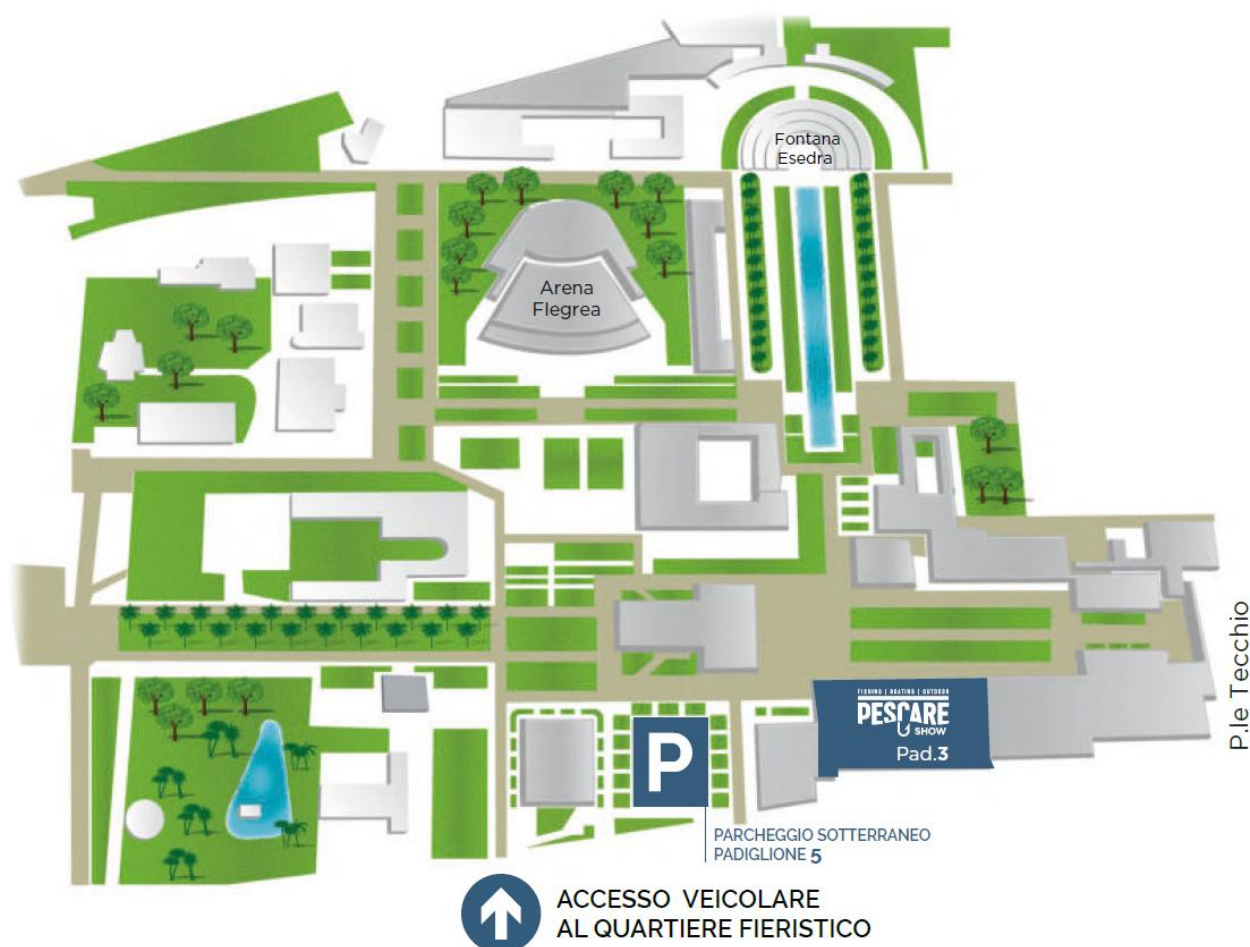 Fontana
Esedra
Arena
Flegrea
P.le Tecchio
FISHING | BOATING | OUTDOOR
PESCARE
SHOW
Pad.3
P
PARCHEGGIO SOTTERRANEO
PADIGLIONE 5
ACCESSO VEICOLARE
AL QUARTIERE FIERISTICO